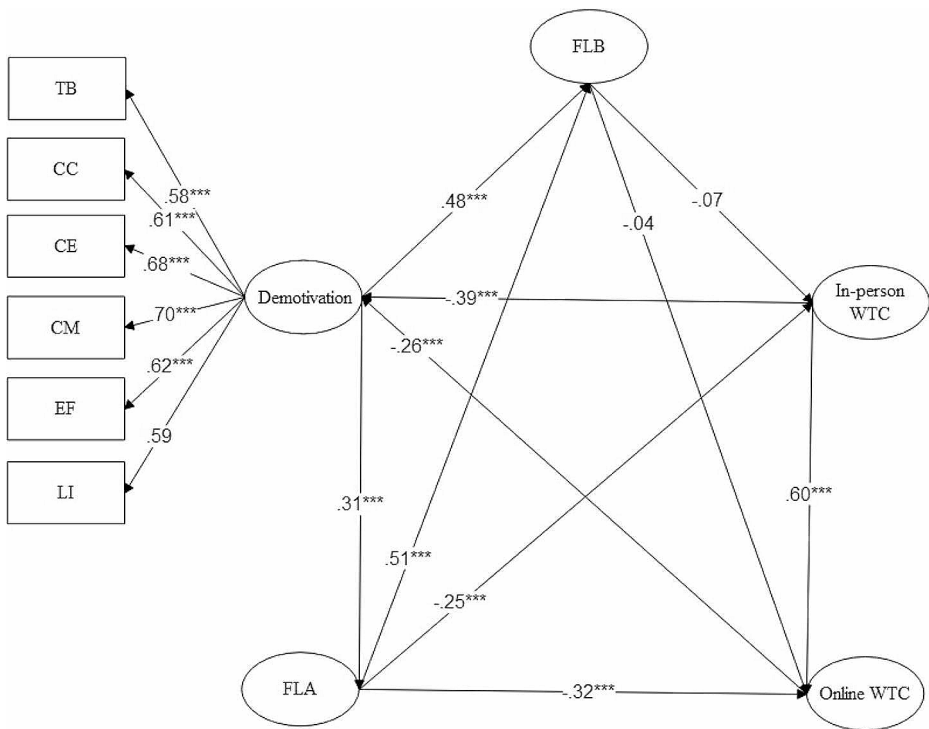 FLB
TB
CC
.58***
.48***
-.07
.61***
-.04
CE
.68***
Demotivation
-.39***
In-person
WTC
CM
.70***
-.26***
.62***
EF
.59
LI
.31***
.60***
.51***
-.25***
FLA
-.32***
Online WTC